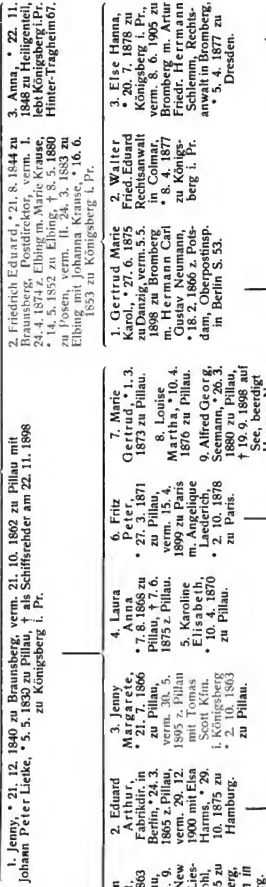 1. Jenny, * 21. 12. 1840 zu Braunsberg, verm. 21. 10. 1862 zu Pillau mit
Johann Peter Lietke, * 5. 5. 1830 zu Pillau, † als Schiffsreeder am 22. 11. 1898
zu Königsberg i. Pr.
2. Friedrich Eduard, * 21. 8. 1844 zu
Braunsberg, Postdirektor, verm. I.
24. 4. 1874 z. Elbing m. Marie Krause,
* 14. 5. 1852 zu Elbing, † 8. 5. 1880
zu Posen, verm. II. 24. 3. 1883 zu
Elbing mit Johanna Krause, * 16. 6.
1853 zu Königsberg i. Pr.
3. Anna, * 22. 11.
1848 zu Heiligenteil,
lebt Königsberg i. Pr.
Hinter-Tragheim 67.
2. Eduard
Arthur,
Fabrikdir. in
Berlin, * 24. 3.
1865 z. Pillau,
verm. 29. 12.
1900 mit Elsa
Harms, * 29.
10. 1875 zu
Hamburg.
3. Jenny
Margarete,
* 21. 7. 1866
zu Pillau,
verm. 30. 5.
1895 z. Pillau
mit Tomas
Scott Kfm.
i. Königsberg
* 2. 10. 1863
zu Pillau.
4. Laura
Anna
* 7. 8. 1868 zu
Pillau, † 6.
1875 z. Pillau.
5. Karoline
Elisabeth,
* 10. 4. 1870
zu Pillau.
6. Fritz
Peter,
* 27. 3. 1871
zu Pillau,
verm. 15. 4.
1899 zu Paris
m. Angelique
Laederich,
* 2. 10. 1878
zu Paris.
7. Marie
Gertrud, * 1. 3.
1873 zu Pillau.
8. Louise
Martha, * 10. 4.
1876 zu Pillau.
9. Alfred Georg,
Seemann, * 26. 3.
1880 zu Pillau,
† 19. 9. 1898 auf
See, beerdigt
1. Gertrud Marie
Karol., * 27. 6. 1875
zu Danzig, verm. 5. 5.
1898 zu Bromberg
m. Hermann Carl
Gustav Neumann,
* 18. 2. 1866 z. Pots-
dam, Oberpostinsp.
in Berlin S. 53.
2. Walter
Fried. Eduard
Rechtsanwalt
in Colmar,
* 8. 4. 1877
zu Königs-
berg i. Pr.
3. Else Hanna,
* 20. 7. 1878 zu
Königsberg i. Pr.,
verm. 8. 6. 1905 zu
Bromberg m. Artur
Friedr. Herrmann
Schlemm, Rechts-
anwalt in Bromberg,
* 5. 4. 1877 zu
Dresden.